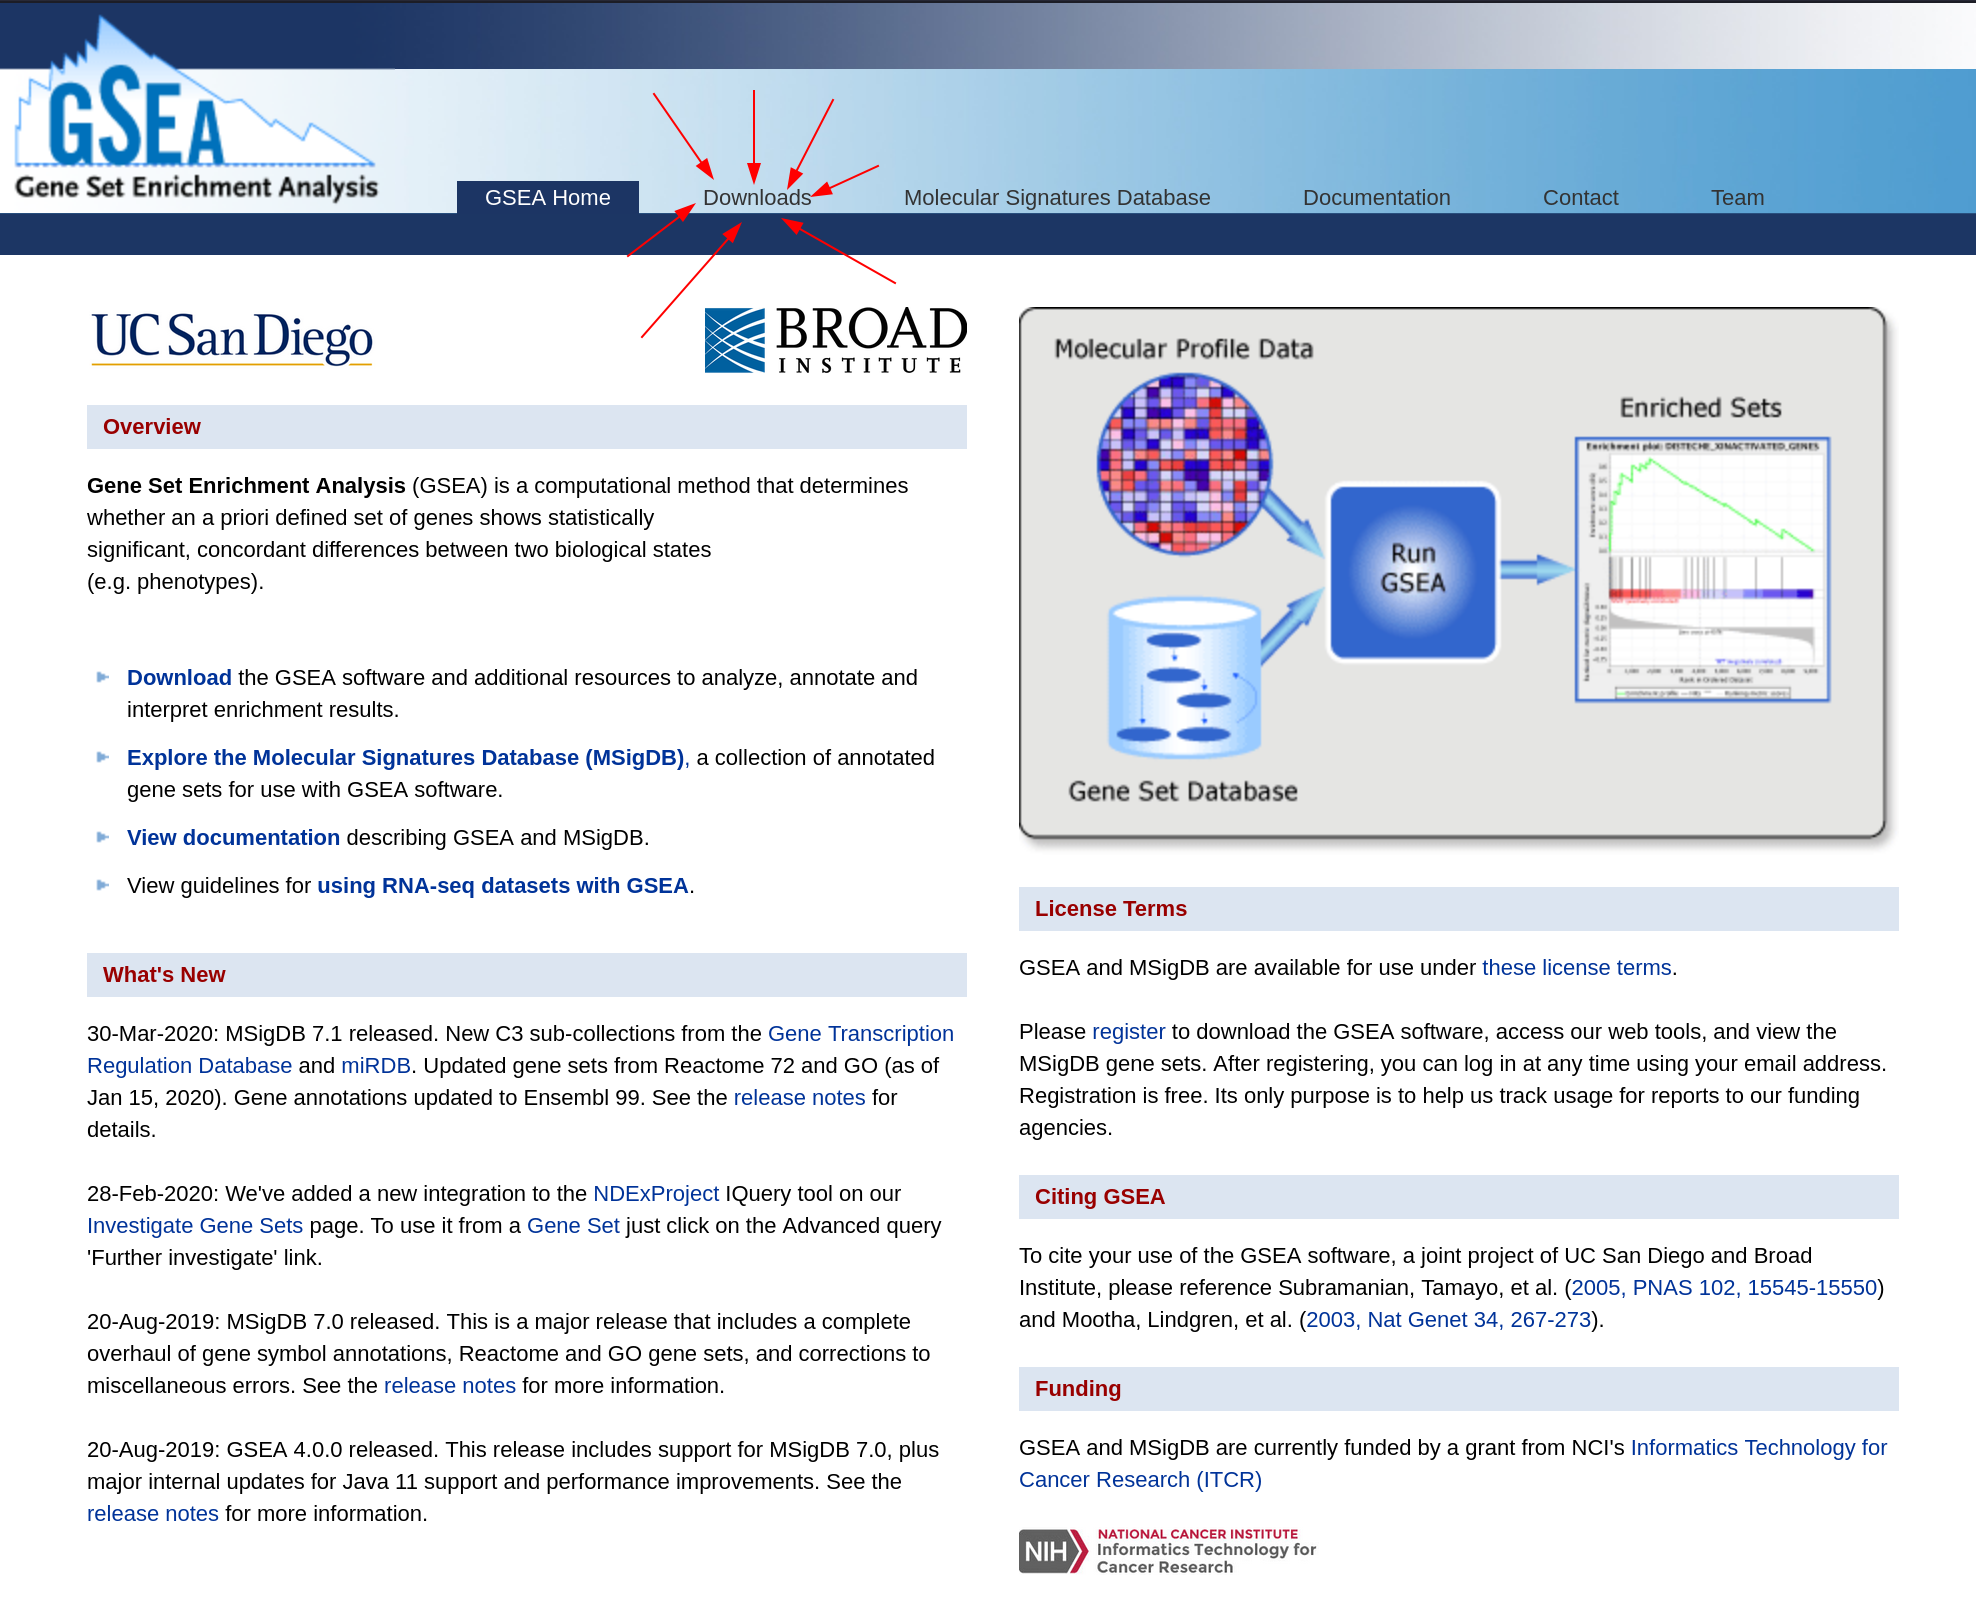 GSEA
Gene Set Enrichment Analysis
GSEA Home
Downloads
Molecular Signatures Database
Documentation
Contact
Team
UC San Diego
BROAD
INSTITUTE
Overview
Gene Set Enrichment Analysis (GSEA) is a computational method that determines
whether an a priori defined set of genes shows statistically
significant, concordant differences between two biological states
(e.g. phenotypes).
Download the GSEA software and additional resources to analyze, annotate and
interpret enrichment results.
Explore the Molecular Signatures Database (MSigDB), a collection of annotated
gene sets for use with GSEA software.
View documentation describing GSEA and MSigDB.
View guidelines for using RNA-seq datasets with GSEA.
What's New
30-Mar-2020: MSigDB 7.1 released. New C3 sub-collections from the Gene Transcription
Regulation Database and miRDB. Updated gene sets from Reactome 72 and GO (as of
Jan 15, 2020). Gene annotations updated to Ensembl 99. See the release notes for
details.
28-Feb-2020: We've added a new integration to the NDExProject IQuery tool on our
Investigate Gene Sets page. To use it from a Gene Set just click on the Advanced query
'Further investigate' link.
20-Aug-2019: MSigDB 7.0 released. This is a major release that includes a complete
overhaul of gene symbol annotations, Reactome and GO gene sets, and corrections to
miscellaneous errors. See the release notes for more information.
20-Aug-2019: GSEA 4.0.0 released. This release includes support for MSigDB 7.0, plus
major internal updates for Java 11 support and performance improvements. See the
release notes for more information.
Molecular Profile Data
Enriched Sets
Enrichment plot: DISTECHE_XINACTIVATED_GENES
Run
GSEA
Gene Set Database
License Terms
GSEA and MSigDB are available for use under these license terms.
Please register to download the GSEA software, access our web tools, and view the
MSigDB gene sets. After registering, you can log in at any time using your email address.
Registration is free. Its only purpose is to help us track usage for reports to our funding
agencies.
Citing GSEA
To cite your use of the GSEA software, a joint project of UC San Diego and Broad
Institute, please reference Subramanian, Tamayo, et al. (2005, PNAS 102, 15545-15550)
and Mootha, Lindgren, et al. (2003, Nat Genet 34, 267-273).
Funding
GSEA and MSigDB are currently funded by a grant from NCI's Informatics Technology for
Cancer Research (ITCR)
NIH
NATIONAL CANCER INSTITUTE
Informatics Technology for
Cancer Research